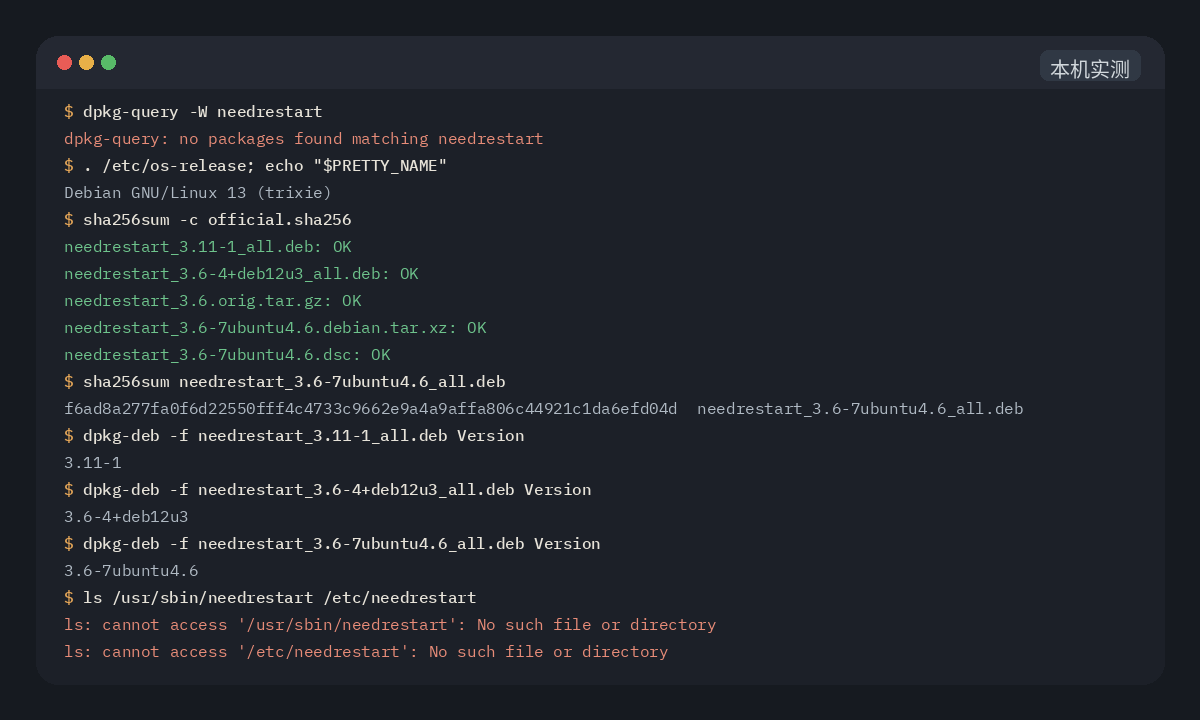 本机实测
$ dpkg-query -W needrestart
dpkg-query: no packages found matching needrestart
$ . /etc/os-release; echo "$PRETTY_NAME"
Debian GNU/Linux 13 (trixie)
$ sha256sum -c official.sha256
needrestart_3.11-1_all.deb: OK
needrestart_3.6-4+deb12u3_all.deb: OK
needrestart_3.6.orig.tar.gz: OK
needrestart_3.6-7ubuntu4.6.debian.tar.xz: OK
needrestart_3.6-7ubuntu4.6.dsc: OK
$ sha256sum needrestart_3.6-7ubuntu4.6_all.deb
f6ad8a277fa0f6d22550fff4c4733c9662e9a4a9affa806c44921c1da6efd04d  needrestart_3.6-7ubuntu4.6_all.deb
$ dpkg-deb -f needrestart_3.11-1_all.deb Version
3.11-1
$ dpkg-deb -f needrestart_3.6-4+deb12u3_all.deb Version
3.6-4+deb12u3
$ dpkg-deb -f needrestart_3.6-7ubuntu4.6_all.deb Version
3.6-7ubuntu4.6
$ ls /usr/sbin/needrestart /etc/needrestart
ls: cannot access '/usr/sbin/needrestart': No such file or directory
ls: cannot access '/etc/needrestart': No such file or directory